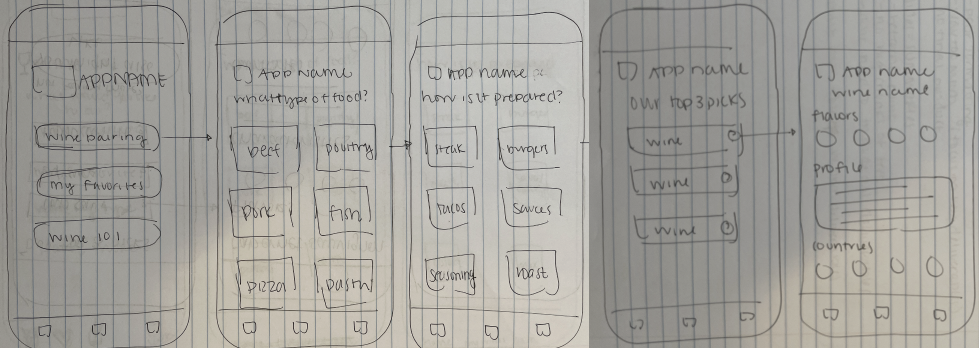 APPNAME
wine pairing
my favorites
wine 101
APP name
what type of food?
beef poultry
pork fish
pizza pasta
APP name
how is it prepared?
steak burgers
tacos sauces
seasoning roast
APP name
our top 3 picks
wine
wine
wine
APP name
wine name
flavors
profile
countries